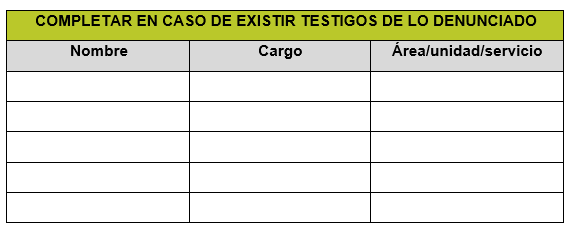 COMPLETAR EN CASO DE EXISTIR TESTIGOS DE LO DENUNCIADO
Nombre Cargo Área/unidad/servicio